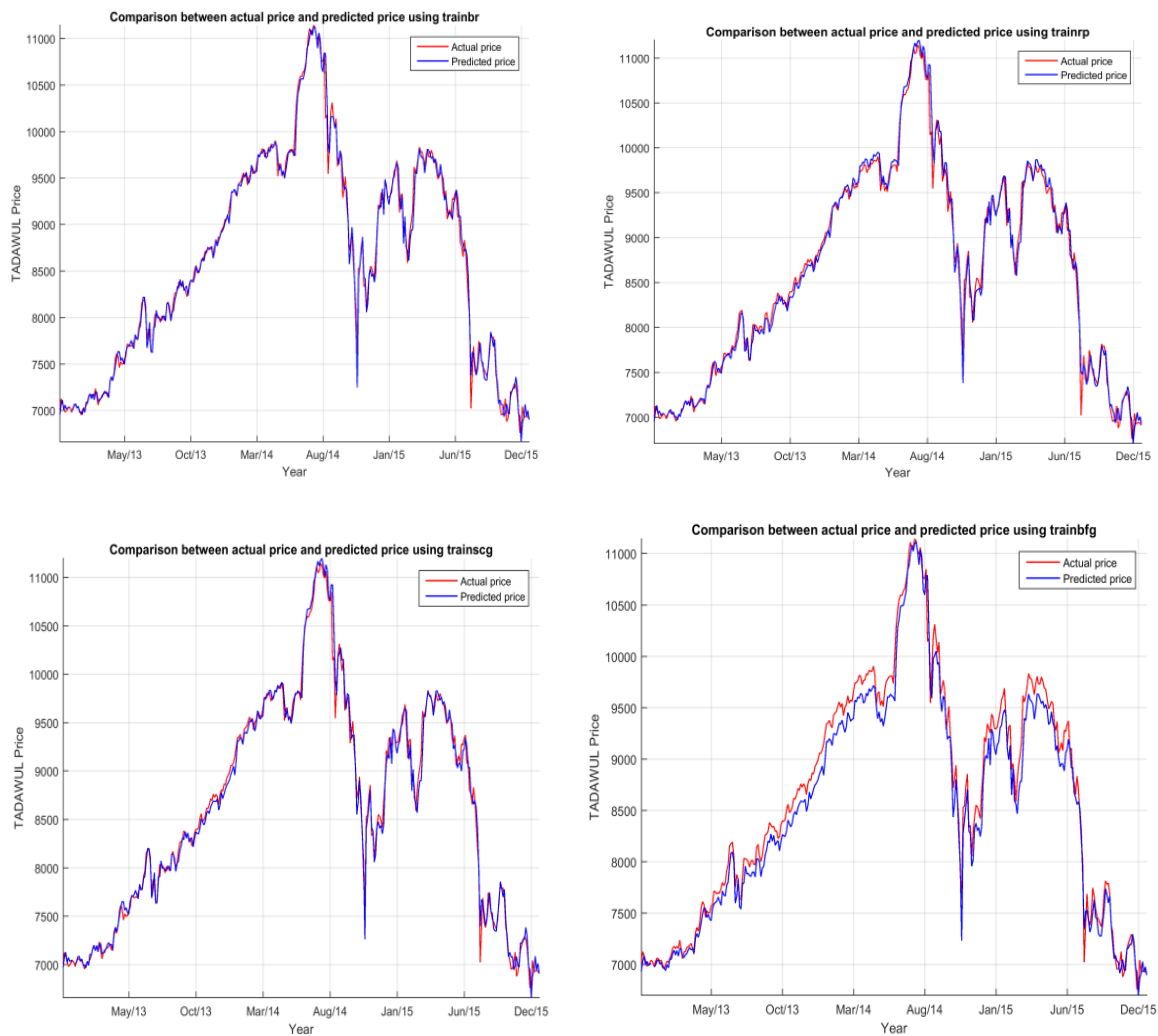 Comparison between actual price and predicted price using trainbr
Actual price
Predicted price
11000
10500
10000
9500
9000
8500
8000
7500
7000
TADAWUL Price
May/13 Oct/13 Mar/14 Aug/14 Jan/15 Jun/15 Dec/15
Year
Comparison between actual price and predicted price using trainrp
Actual price
Predicted price
11000
10500
10000
9500
9000
8500
8000
7500
7000
TADAWUL Price
May/13 Oct/13 Mar/14 Aug/14 Jan/15 Jun/15 Dec/15
Year
Comparison between actual price and predicted price using trainscg
Actual price
Predicted price
11000
10500
10000
9500
9000
8500
8000
7500
7000
TADAWUL Price
May/13 Oct/13 Mar/14 Aug/14 Jan/15 Jun/15 Dec/15
Year
Comparison between actual price and predicted price using trainbfg
Actual price
Predicted price
11000
10500
10000
9500
9000
8500
8000
7500
7000
TADAWUL Price
May/13 Oct/13 Mar/14 Aug/14 Jan/15 Jun/15 Dec/15
Year